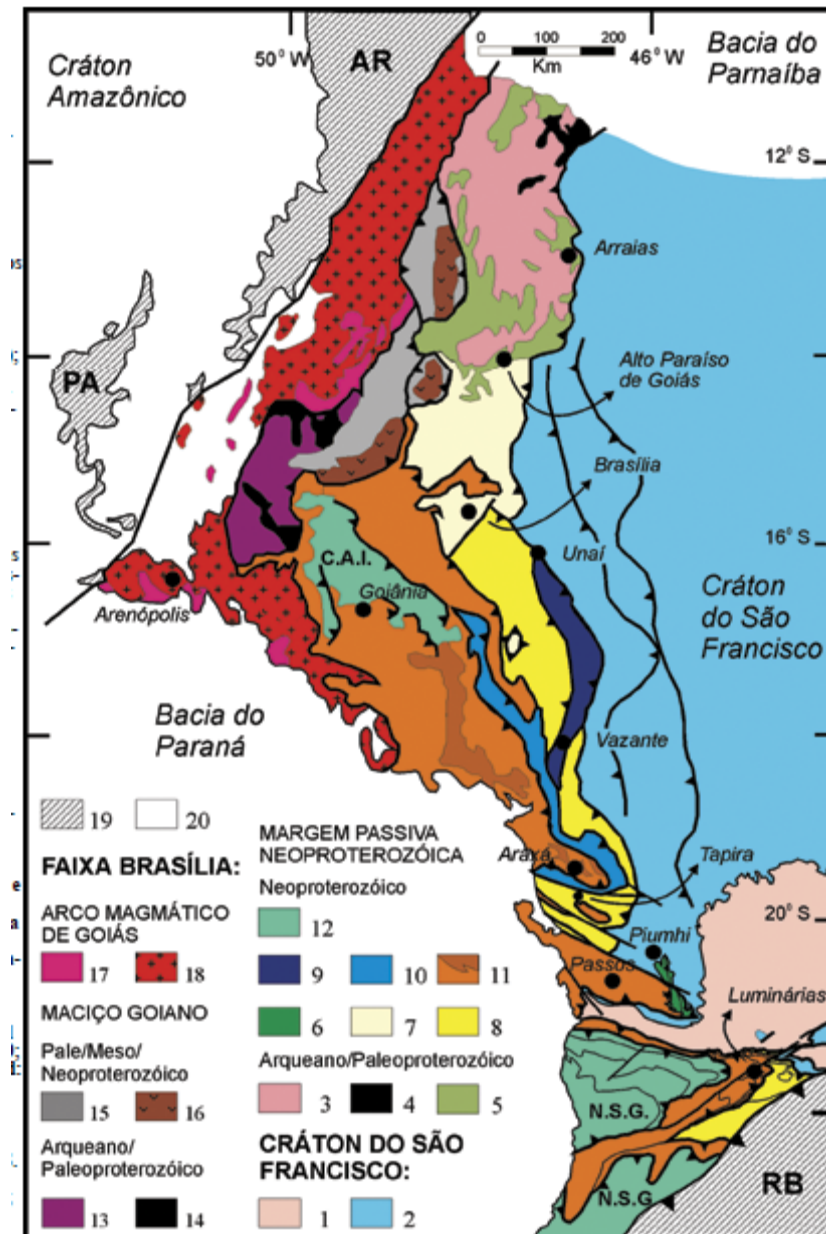 0 100 200
Km
50° W
46° W
AR
Bacia do
Parnaíba
Cráton
Amazônico
12° S
Arraias
Alto Paraíso
de Goiás
PA
Brasília
16° S
Unaí
C.A.I.
Goiânia
Cráton
do São
Francisco
Arenópolis
Bacia do
Paraná
Vazante
Araxá
Tapira
20° S
Piumhi
Passos
Luminárias
N.S.G.
N.S.G
RB
19 20
FAIXA BRASÍLIA:
ARCO MAGMÁTICO
DE GOIÁS
17 18
MACIÇO GOIANO
Pale/Meso/
Neoproterozóico
15 16
Arqueano/
Paleoproterozóico
13 14
MARGEM PASSIVA
NEOPROTEROZÓICA
Neoproterozóico
12
9 10 11
6 7 8
Arqueano/Paleoproterozóico
3 4 5
CRÁTON DO SÃO
FRANCISCO:
1 2